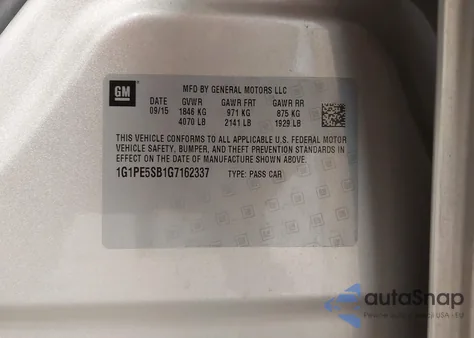 GM
MFD BY GENERAL MOTORS LLC
DATE GVWR GAWR FRT GAWR RR
09/15 1846 KG 971 KG 875 KG
4070 LB 2141 LB 1929 LB
THIS VEHICLE CONFORMS TO ALL APPLICABLE U.S. FEDERAL MOTOR
VEHICLE SAFETY, BUMPER, AND THEFT PREVENTION STANDARDS IN
EFFECT ON THE DATE OF MANUFACTURE SHOWN ABOVE.
1G1PE5SB1G7162337 TYPE: PASS CAR
autoSnap